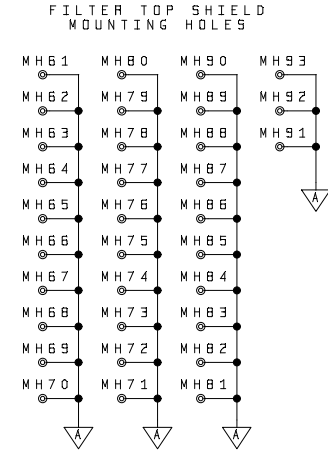 FILTER TOP SHIELD
MOUNTING HOLES
MH61 MH80 MH90 MH93
MH62 MH79 MH89 MH92
MH63 MH78 MH88 MH91
MH64 MH77 MH87
MH65 MH76 MH86 A
MH66 MH75 MH85
MH67 MH74 MH84
MH68 MH73 MH83
MH69 MH72 MH82
MH70 MH71 MH81
A A A